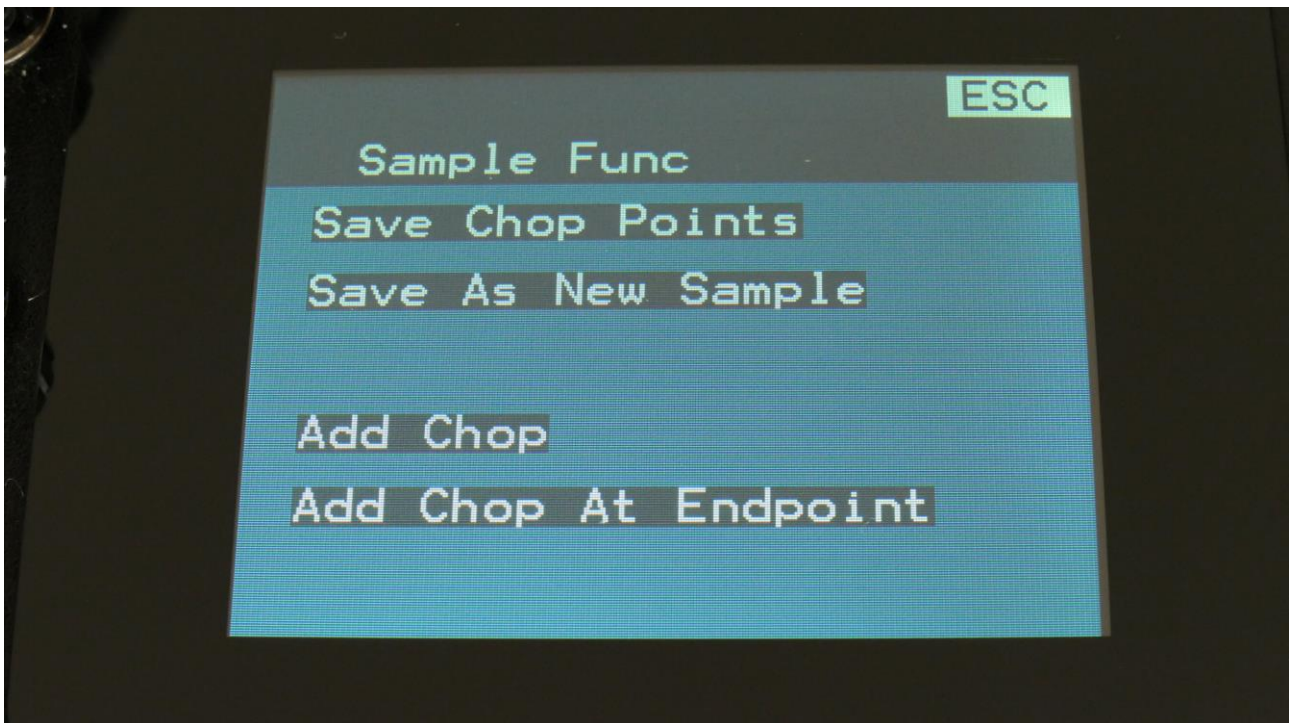 ESC
Sample Func
Save Chop Points
Save As New Sample
Add Chop
Add Chop At Endpoint